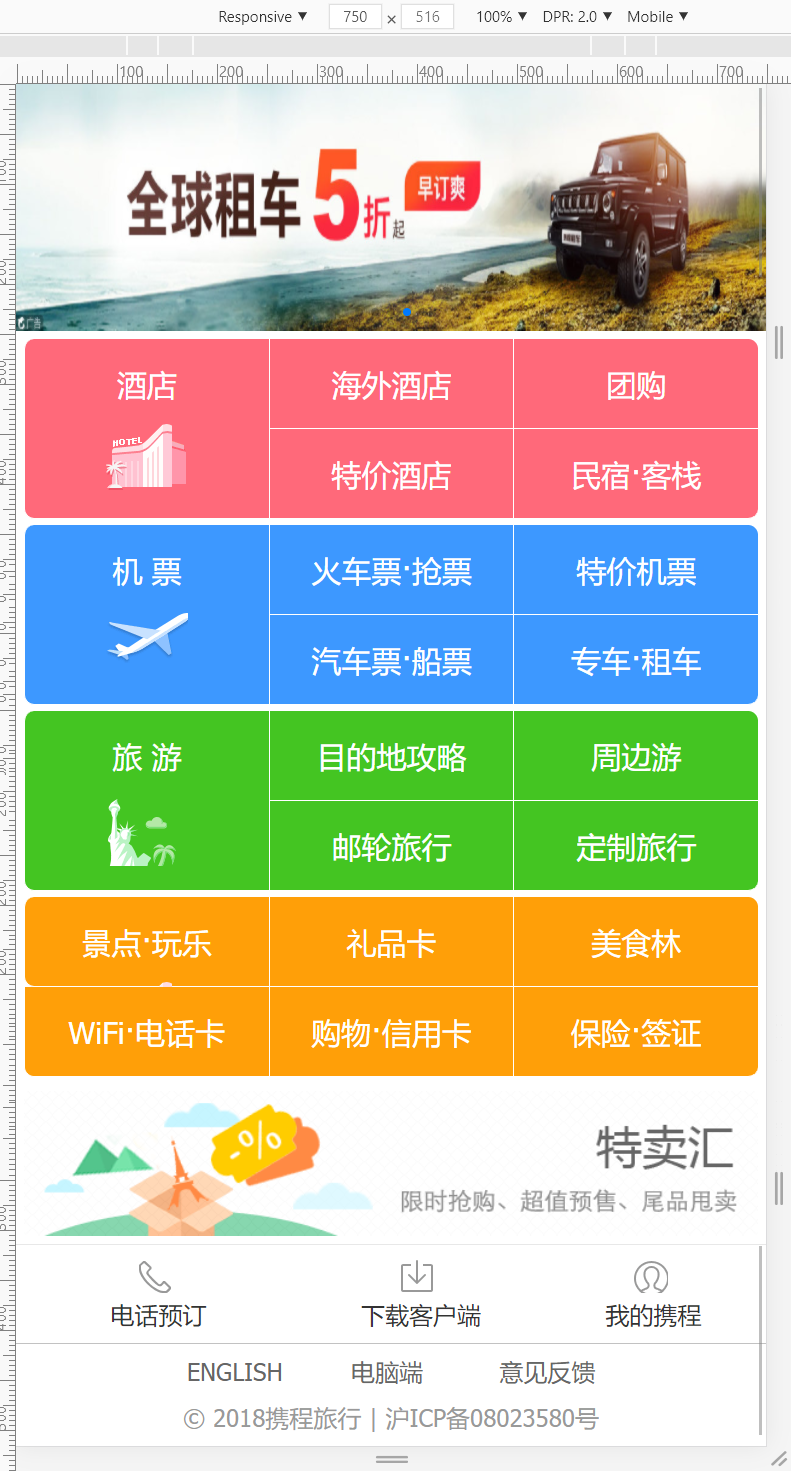 Responsive ▼ 750 × 516 100% ▼ DPR: 2.0 ▼ Mobile ▼
100 200 300 400 500 600 700
全球租车5折起 早订爽
广告
酒店 海外酒店 团购
HOTEL
特价酒店 民宿·客栈
机 票 火车票·抢票 特价机票
汽车票·船票 专车·租车
旅 游 目的地攻略 周边游
邮轮旅行 定制旅行
景点·玩乐 礼品卡 美食林
WiFi·电话卡 购物·信用卡 保险·签证
-%
特卖汇
限时抢购、超值预售、尾品甩卖
电话预订 下载客户端 我的携程
ENGLISH 电脑端 意见反馈
© 2018携程旅行 | 沪ICP备08023580号